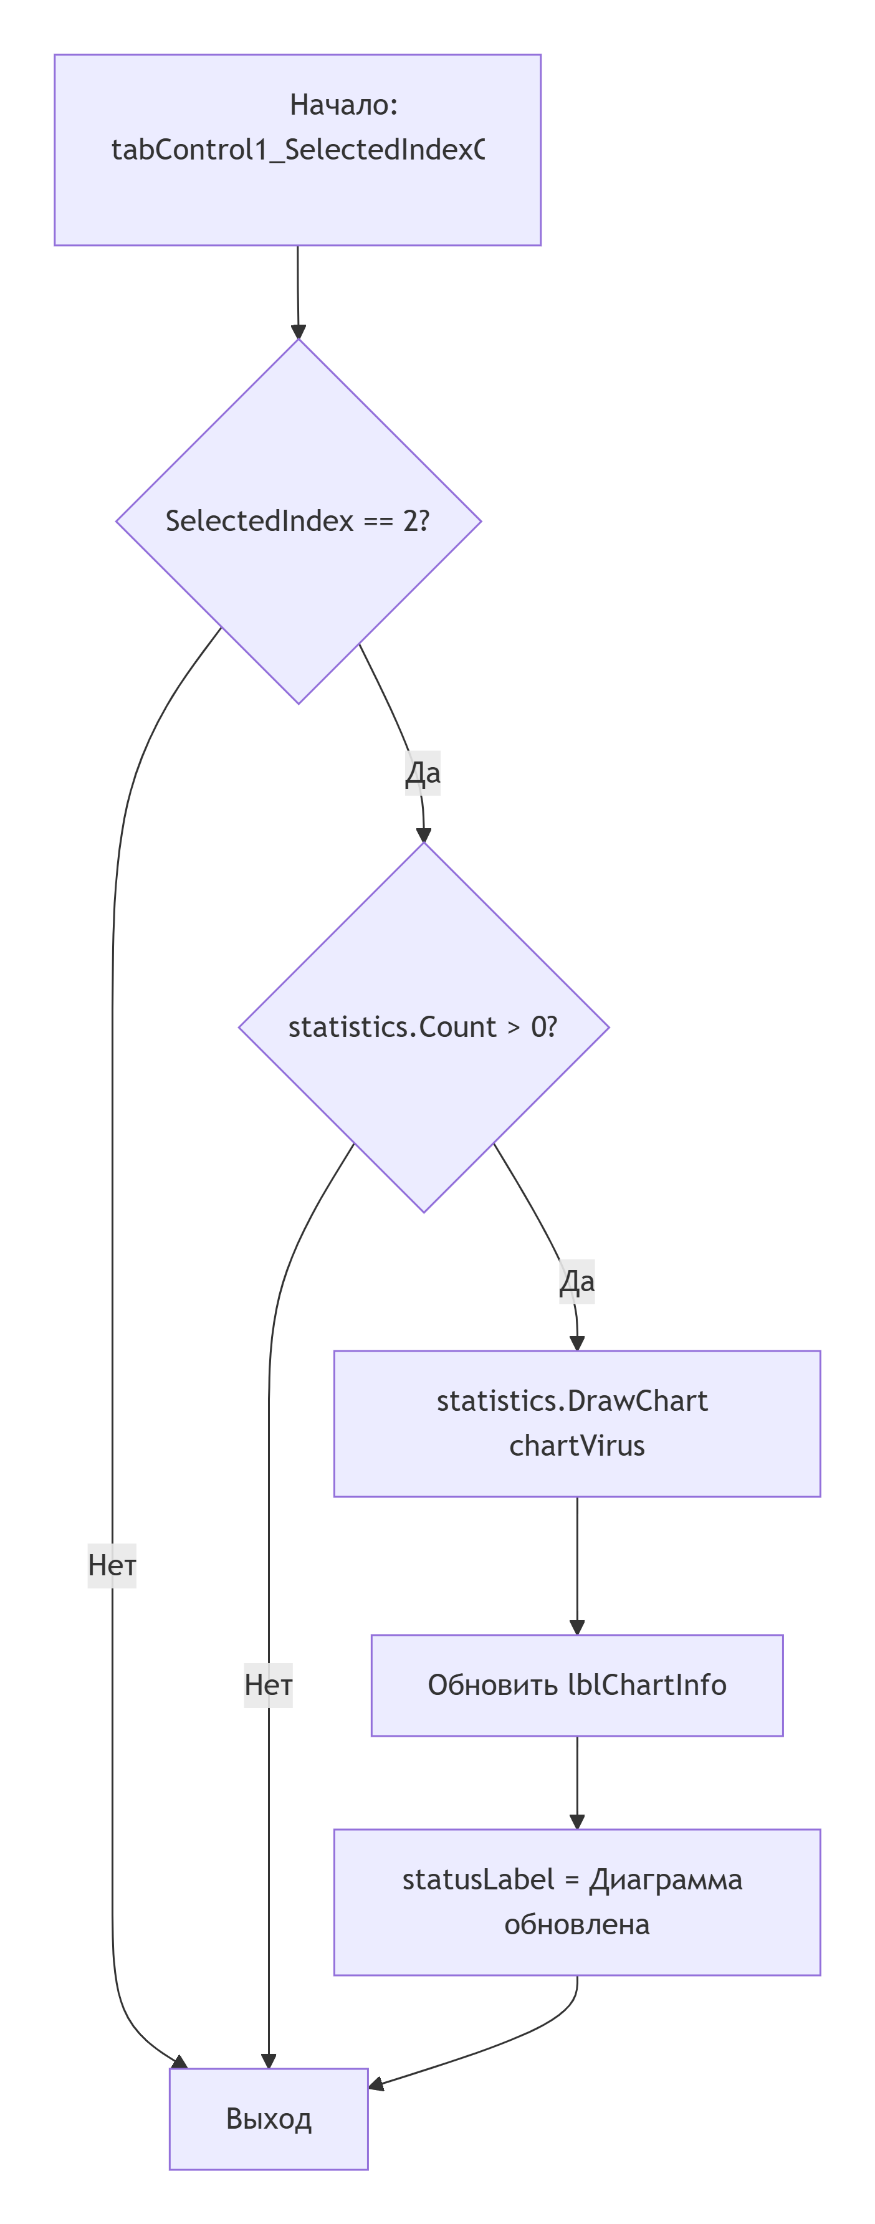 Начало:
tabControl1_SelectedIndexC
SelectedIndex == 2?
Да
statistics.Count > 0?
Да
statistics.DrawChart
chartVirus
Нет
Нет
Обновить lblChartInfo
statusLabel = Диаграмма
обновлена
Выход